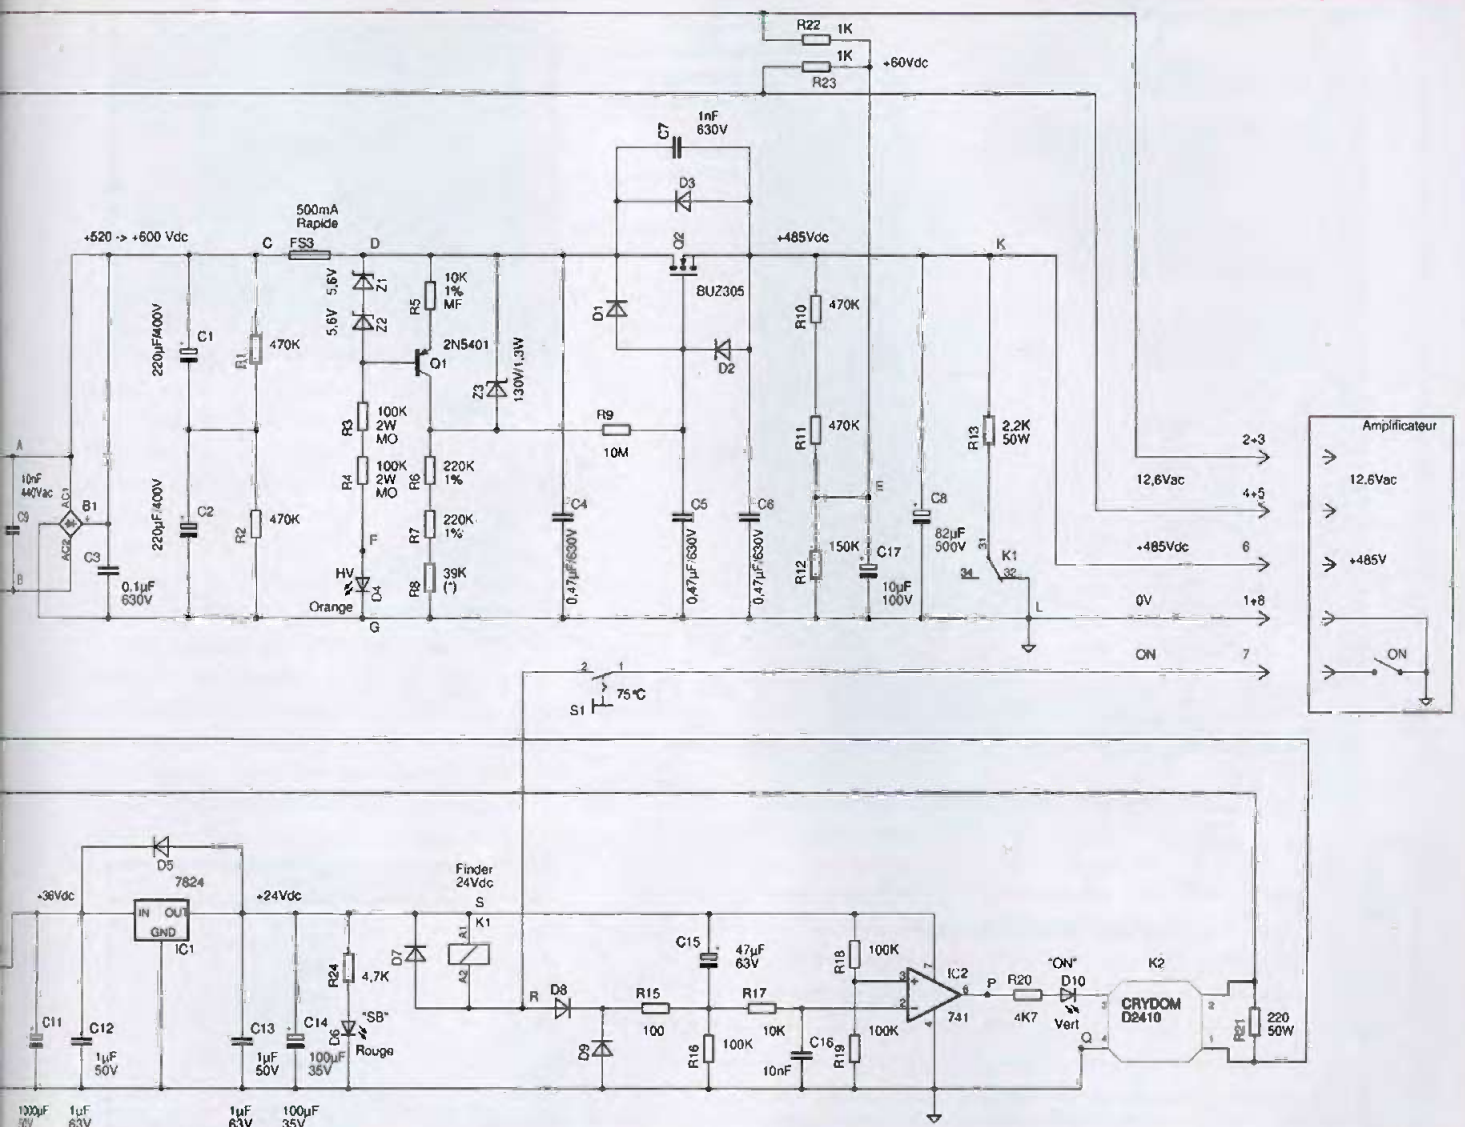 R22 1K
1K
R23
+60Vdc
1nF
630V
C7
D3
500mA
Rapide
+520 -> +600 Vdc
C
FS3
D
Q2
+485Vdc
K
BUZ305
5,6V
Z1
5,6V
Z2
R5
10K
1%
MF
2N5401
Q1
Z3
130V/1,3W
D1
D2
R10
470K
220µF/400V
C1
R1
470K
R3
100K
2W
MO
R9
10M
R11
470K
R13
2.2K
50W
Amplificateur
2+3
12,6Vac
12,6Vac
4+5
A
10nF
440Vac
C9
AC1
B1
AC2
B
C3
0.1µF
630V
220µF/400V
C2
R2
470K
R4
100K
2W
MO
R6
220K
1%
R7
220K
1%
R8
39K
(*)
F
HV
D4
Orange
G
C4
0,47µF/630V
C5
0,47µF/630V
C6
0,47µF/630V
E
R12
150K
C17
10µF
100V
C8
82µF
500V
31
K1
34
32
L
+485Vdc
6
+485V
0V
1+8
ON
7
ON
2
1
75°C
S1
D5
7824
+36Vdc
+24Vdc
IN
OUT
GND
IC1
Finder
24Vdc
S
A1
K1
A2
D7
R24
4,7K
"SB"
D6
Rouge
C11
C12
1µF
50V
C13
1µF
50V
C14
100µF
35V
R
D8
D9
R15
100
C15
47µF
63V
R16
100K
R17
10K
C16
10nF
R18
100K
R19
100K
3
+
2
-
7
IC2
6
4
741
P
R20
4K7
"ON"
D10
Vert
Q
K2
3
CRYDOM
D2410
4
2
1
R21
220
50W
1000µF
1µF
63V
1µF
63V
100µF
35V